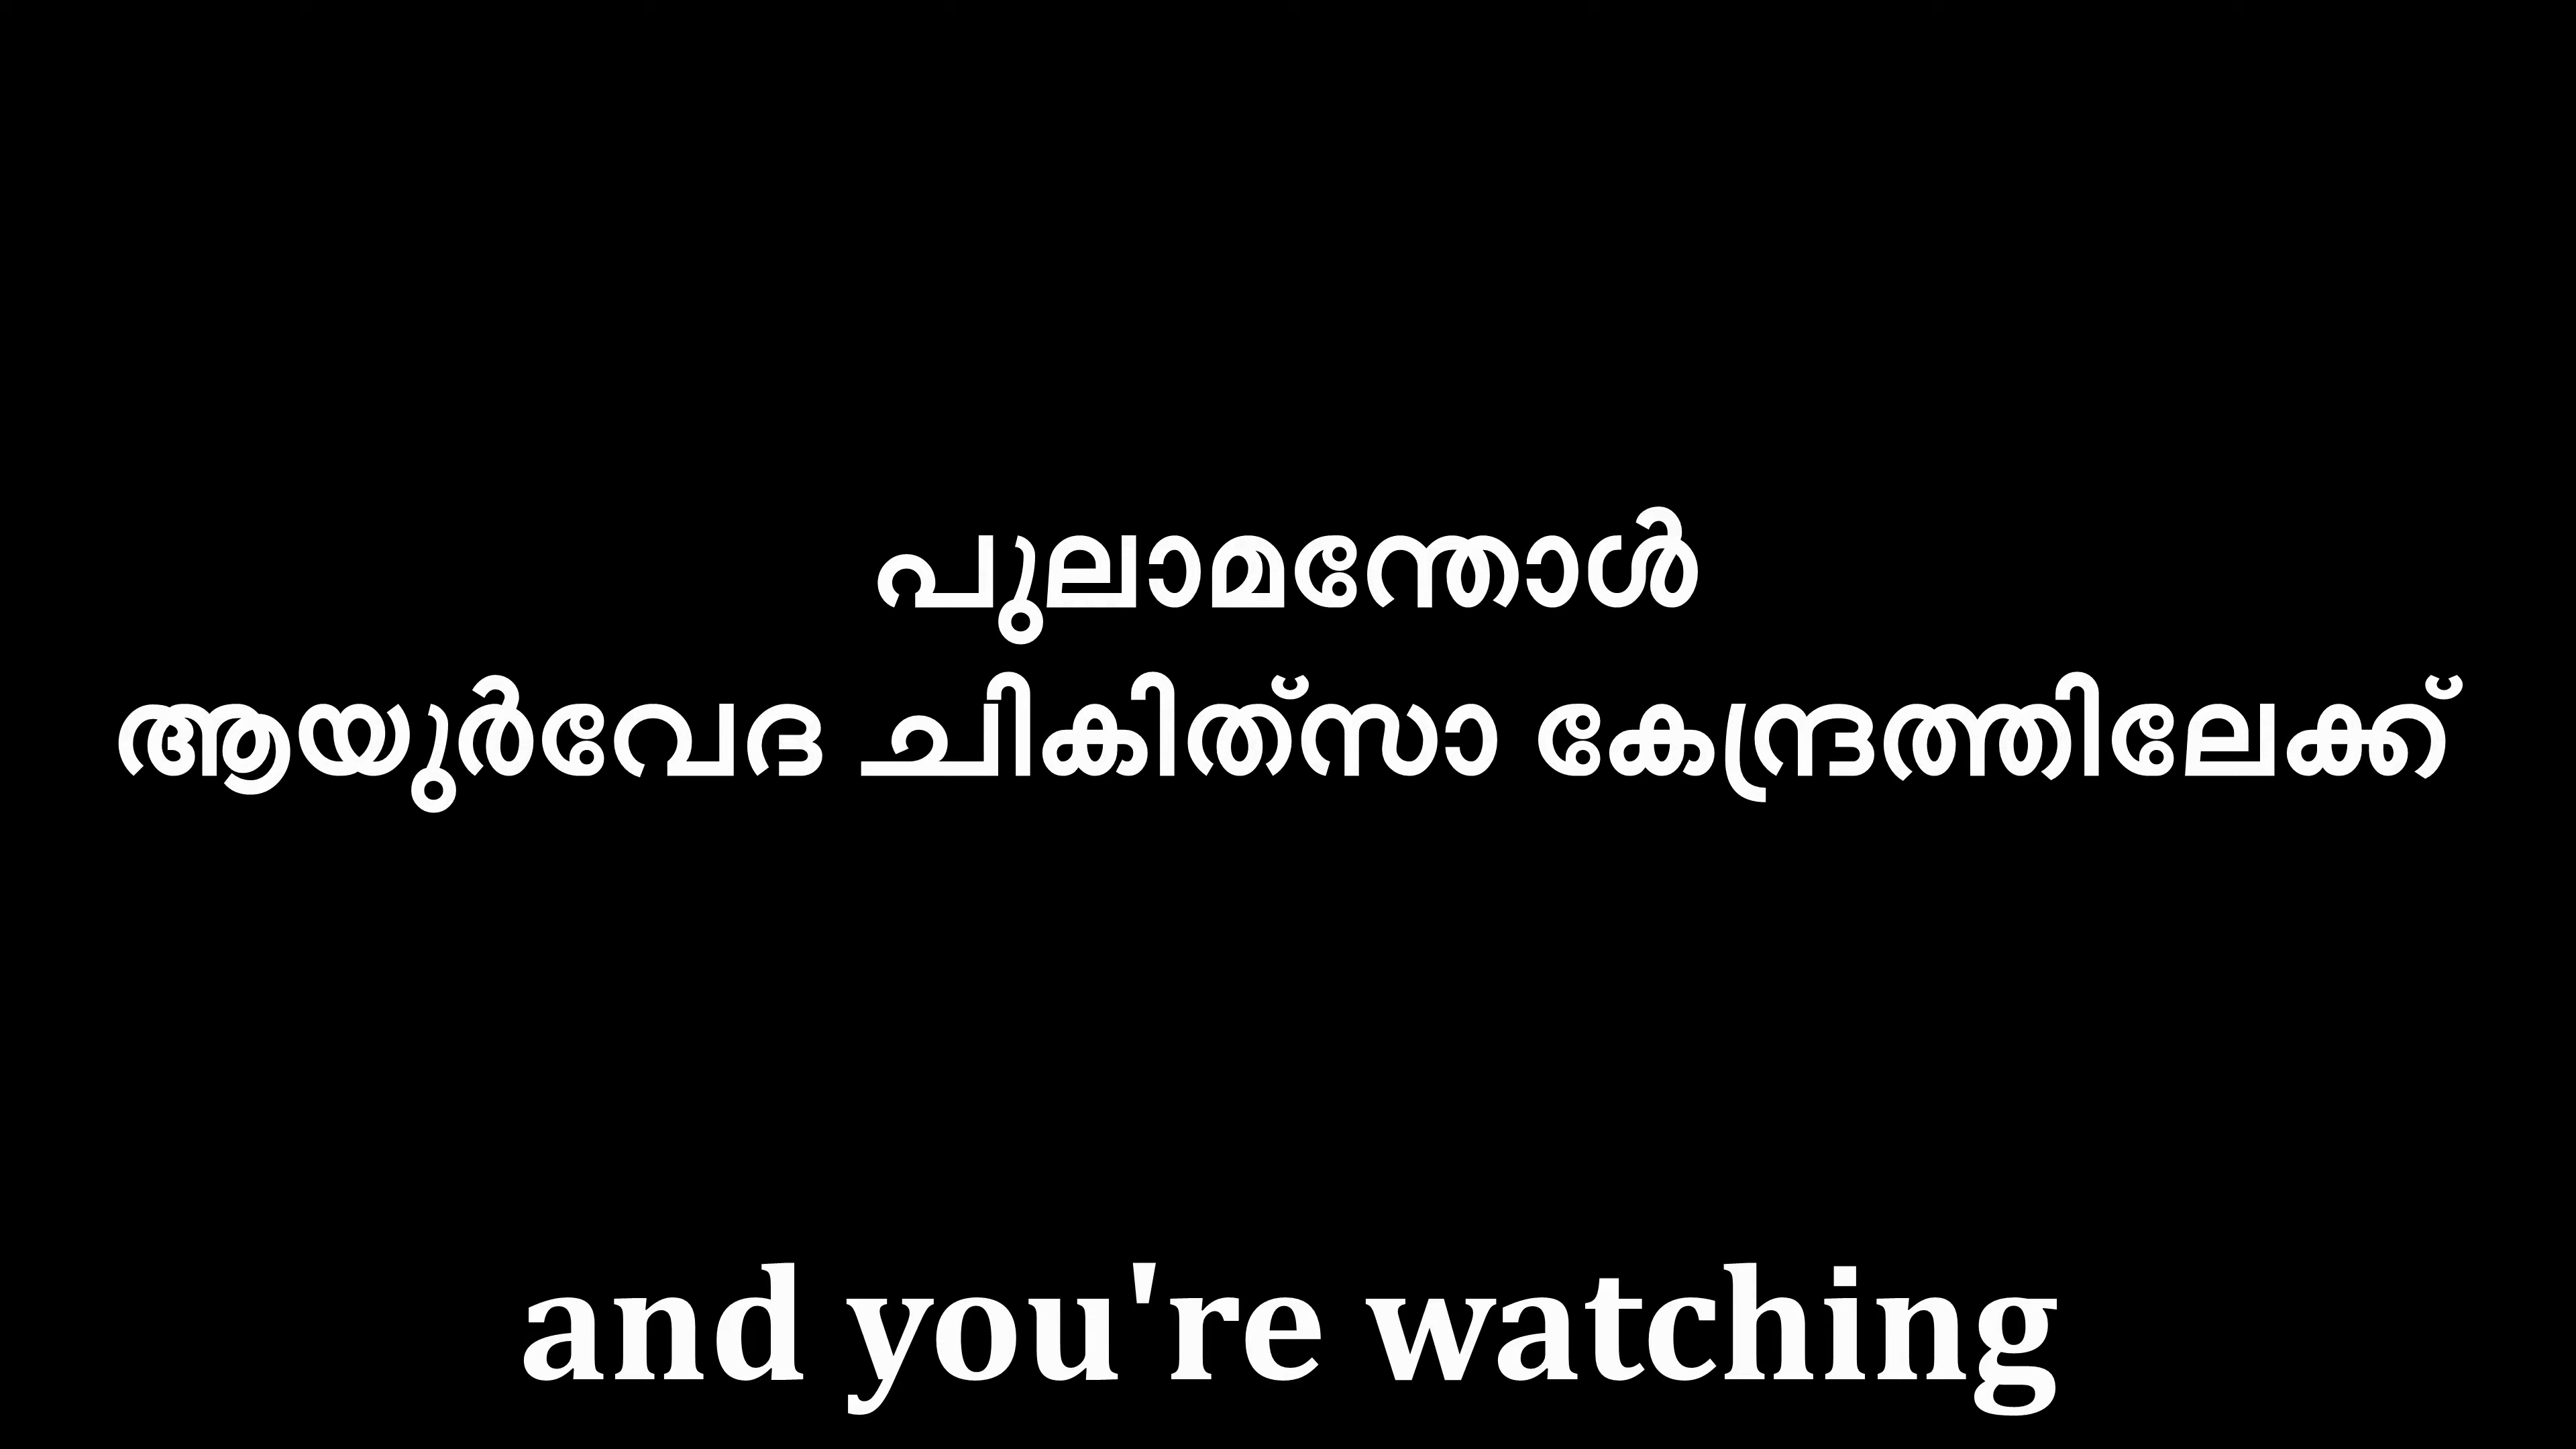 പുലാമന്തോൾ
ആയുർവേദ ചികിത്സാ കേന്ദ്രത്തിലേക്ക്
and you're watching